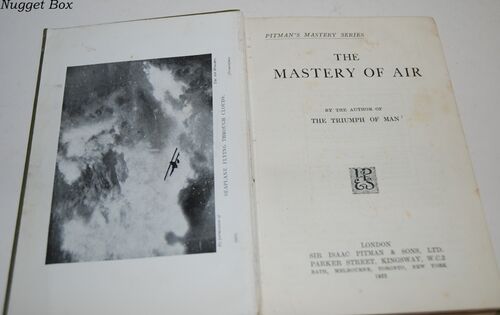 Nugget Box
SEAPLANE FLYING THROUGH CLOUDS
PITMAN'S MASTERY SERIES
THE
MASTERY OF AIR
BY THE AUTHOR OF
THE TRIUMPH OF MAN
LONDON
SIR ISAAC PITMAN & SONS, LTD.
PARKER STREET, KINGSWAY, W.C.2
BATH, MELBOURNE, TORONTO, NEW YORK